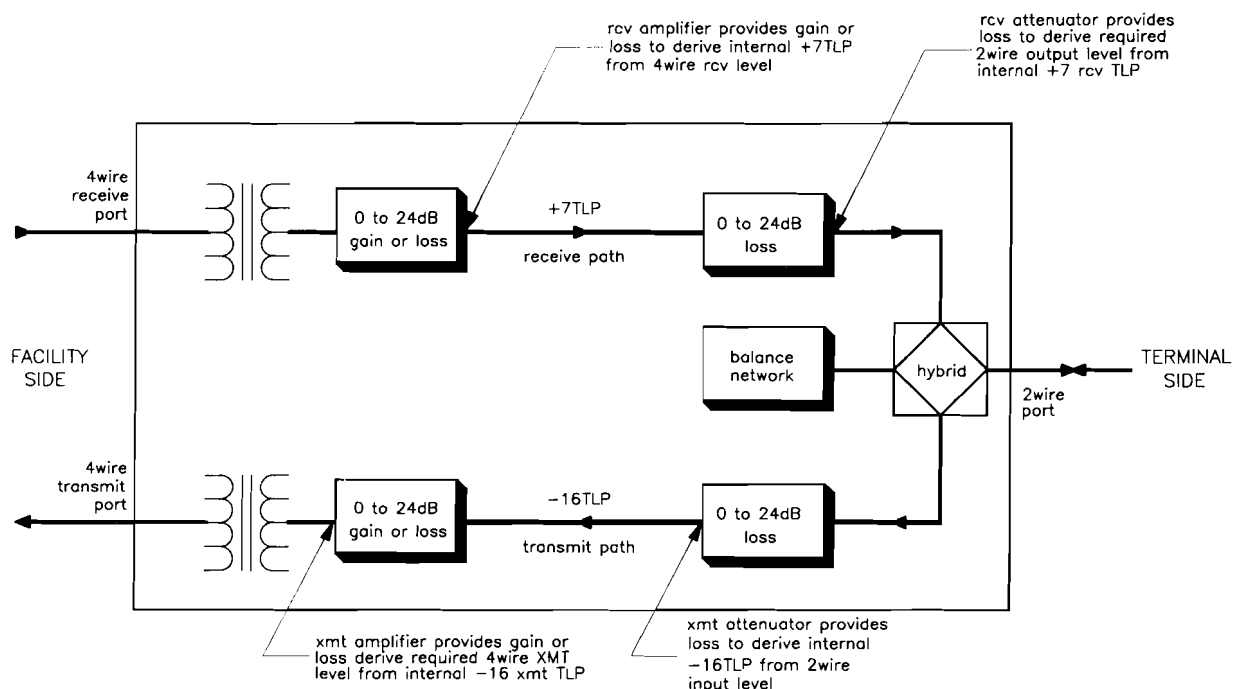 rcv amplifier provides gain or
loss to derive internal +7TLP
from 4wire rcv level
rcv attenuator provides
loss to derive required
2wire output level from
internal +7 rcv TLP
4wire
receive
port
0 to 24dB
gain or loss
+7TLP
receive path
0 to 24dB
loss
FACILITY
SIDE
balance
network
hybrid
2wire
port
TERMINAL
SIDE
4wire
transmit
port
0 to 24dB
gain or loss
-16TLP
transmit path
0 to 24dB
loss
xmt amplifier provides gain or
loss derive required 4wire XMT
level from internal -16 xmt TLP
xmt attenuator provides
loss to derive internal
-16TLP from 2wire
input level